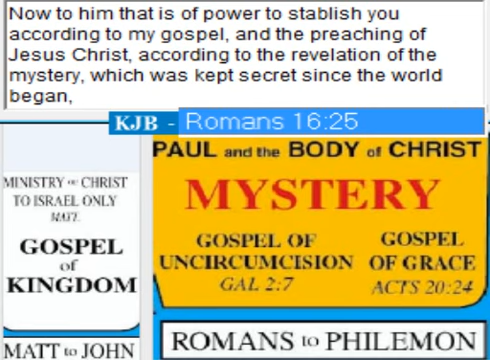 Now to him that is of power to stablish you
according to my gospel, and the preaching of
Jesus Christ, according to the revelation of the
mystery, which was kept secret since the world
began,
KJB - Romans 16:25
PAUL and the BODY of CHRIST
MYSTERY
GOSPEL OF
UNCIRCUMCISION
GAL 2:7
GOSPEL
OF GRACE
ACTS 20:24
ROMANS to PHILEMON
MINISTRY of CHRIST
TO ISRAEL ONLY
MATT.
GOSPEL
of
KINGDOM
MATT to JOHN